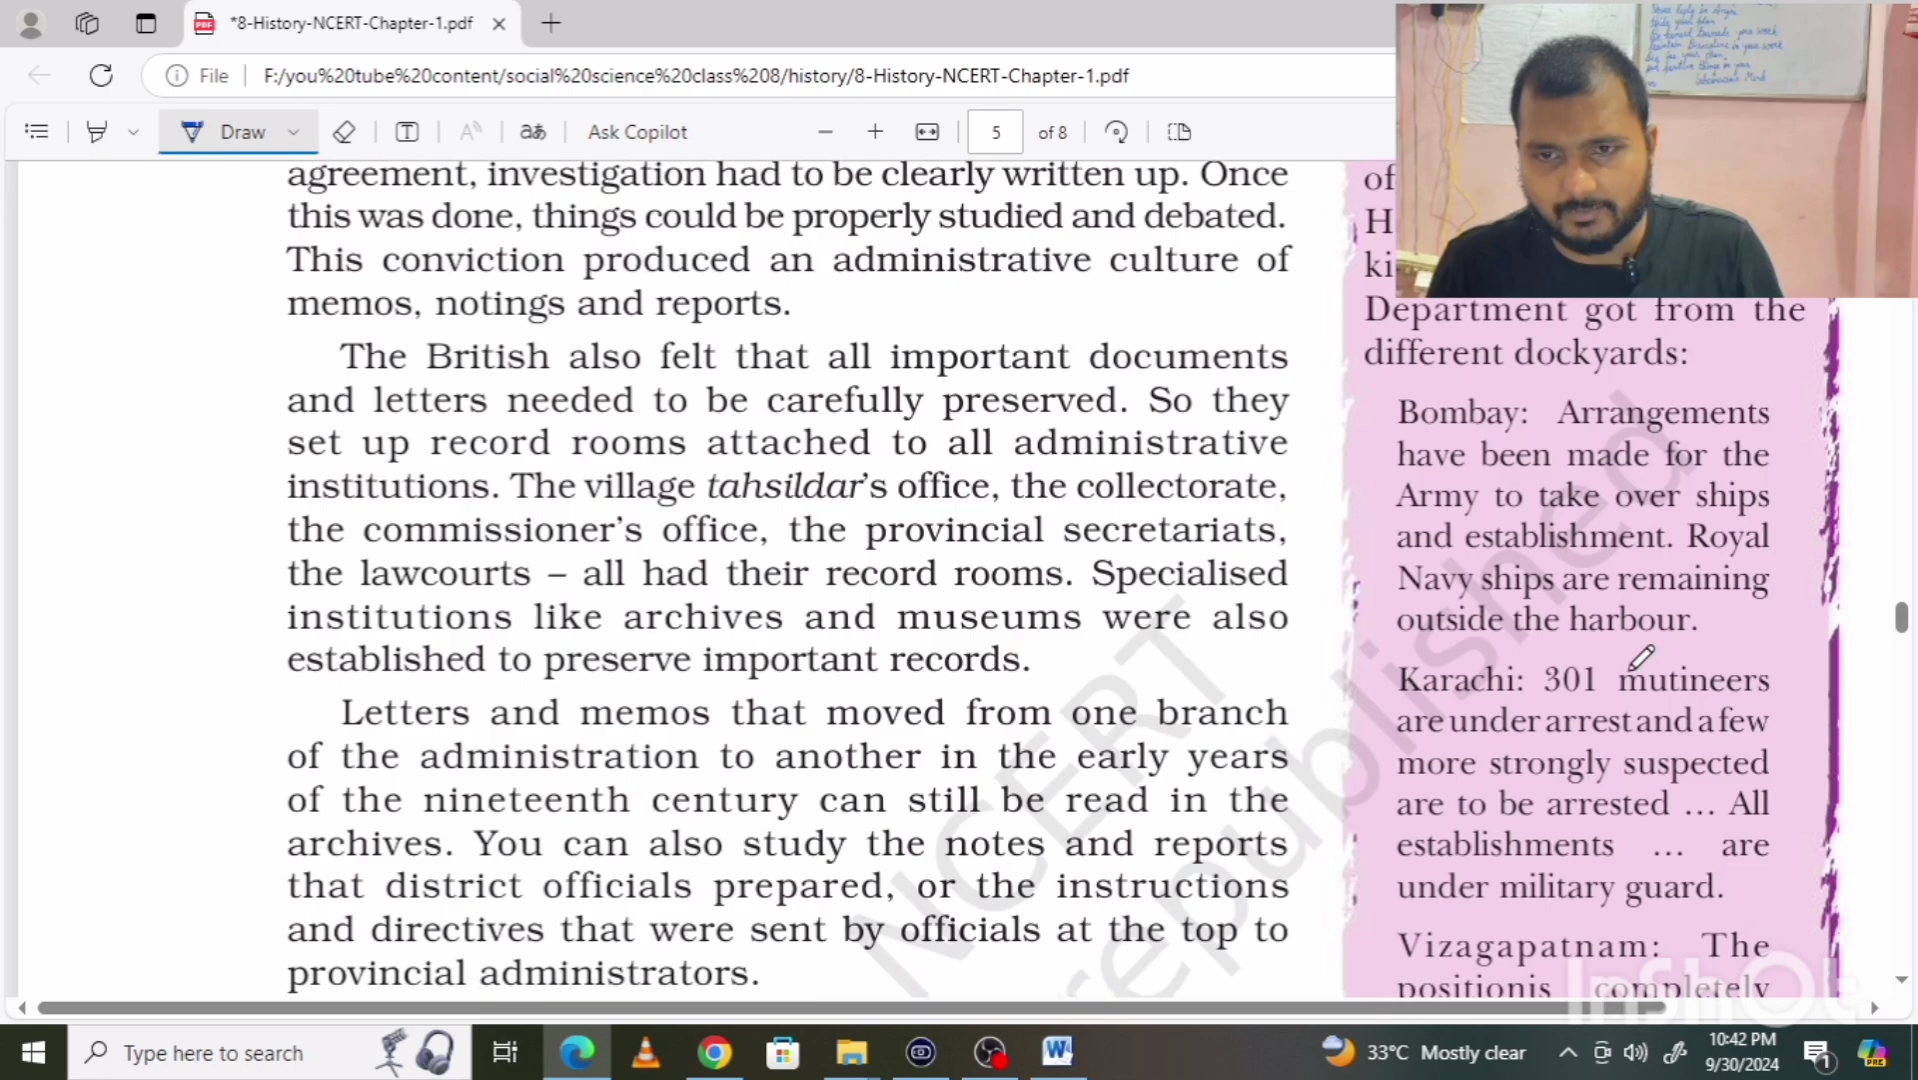 *8-History-NCERT-Chapter-1.pdf
File
F:/you%20tube%20content/social%20science%20class%208/history/8-History-NCERT-Chapter-1.pdf
Draw
Ask Copilot
5
of 8
agreement, investigation had to be clearly written up. Once
this was done, things could be properly studied and debated.
This conviction produced an administrative culture of
memos, notings and reports.
The British also felt that all important documents
and letters needed to be carefully preserved. So they
set up record rooms attached to all administrative
institutions. The village tahsildar's office, the collectorate,
the commissioner's office, the provincial secretariats,
the lawcourts – all had their record rooms. Specialised
institutions like archives and museums were also
established to preserve important records.
Letters and memos that moved from one branch
of the administration to another in the early years
of the nineteenth century can still be read in the
archives. You can also study the notes and reports
that district officials prepared, or the instructions
and directives that were sent by officials at the top to
provincial administrators.
of
H
ki
Department got from the
different dockyards:
Bombay: Arrangements
have been made for the
Army to take over ships
and establishment. Royal
Navy ships are remaining
outside the harbour.
Karachi: 301 mutineers
are under arrest and a few
more strongly suspected
are to be arrested ... All
establishments ... are
under military guard.
Vizagapatnam: The
positionis completely
NCERT
republished
InShOt
Type here to search
33°C Mostly clear
10:42 PM
9/30/2024
1